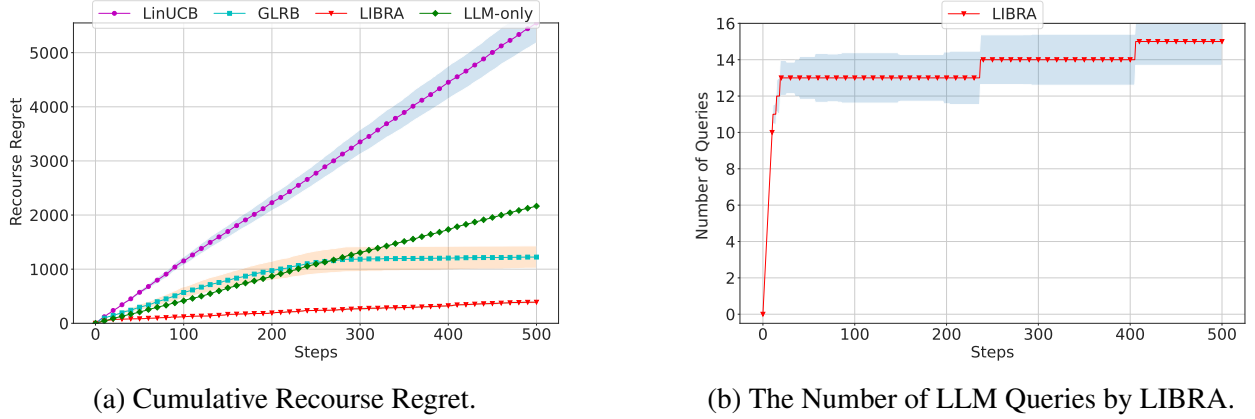 LinUCB GLRB LIBRA LLM-only
5000
4000
3000
2000
1000
0
Recourse Regret
0 100 200 300 400 500
Steps
(a) Cumulative Recourse Regret.
LIBRA
16
14
12
10
8
6
4
2
0
Number of Queries
0 100 200 300 400 500
Steps
(b) The Number of LLM Queries by LIBRA.